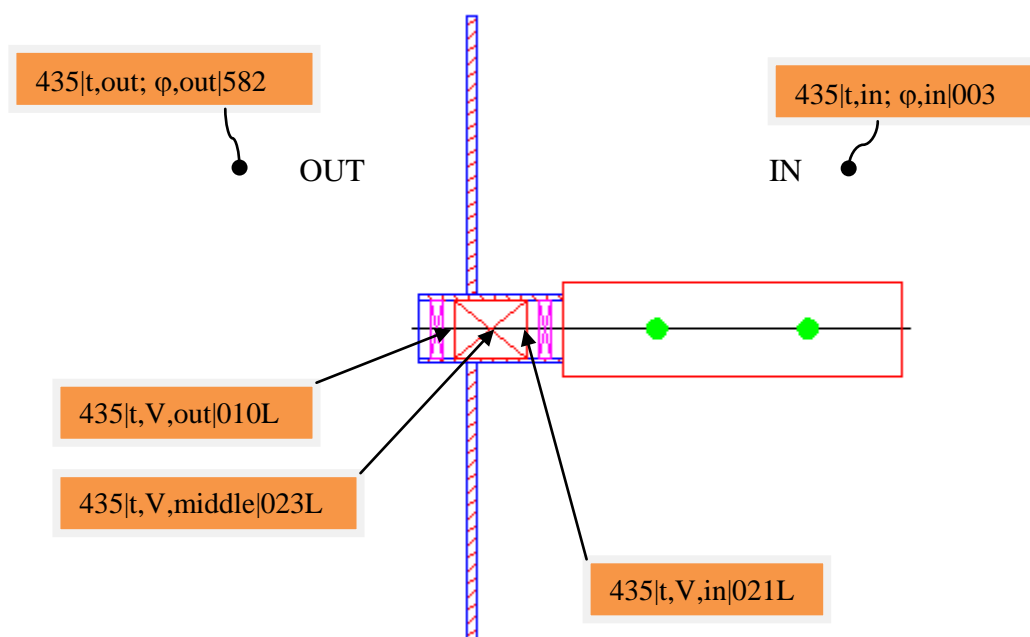 435|t,out; φ,out|582
435|t,in; φ,in|003
OUT
IN
435|t,V,out|010L
435|t,V,middle|023L
435|t,V,in|021L